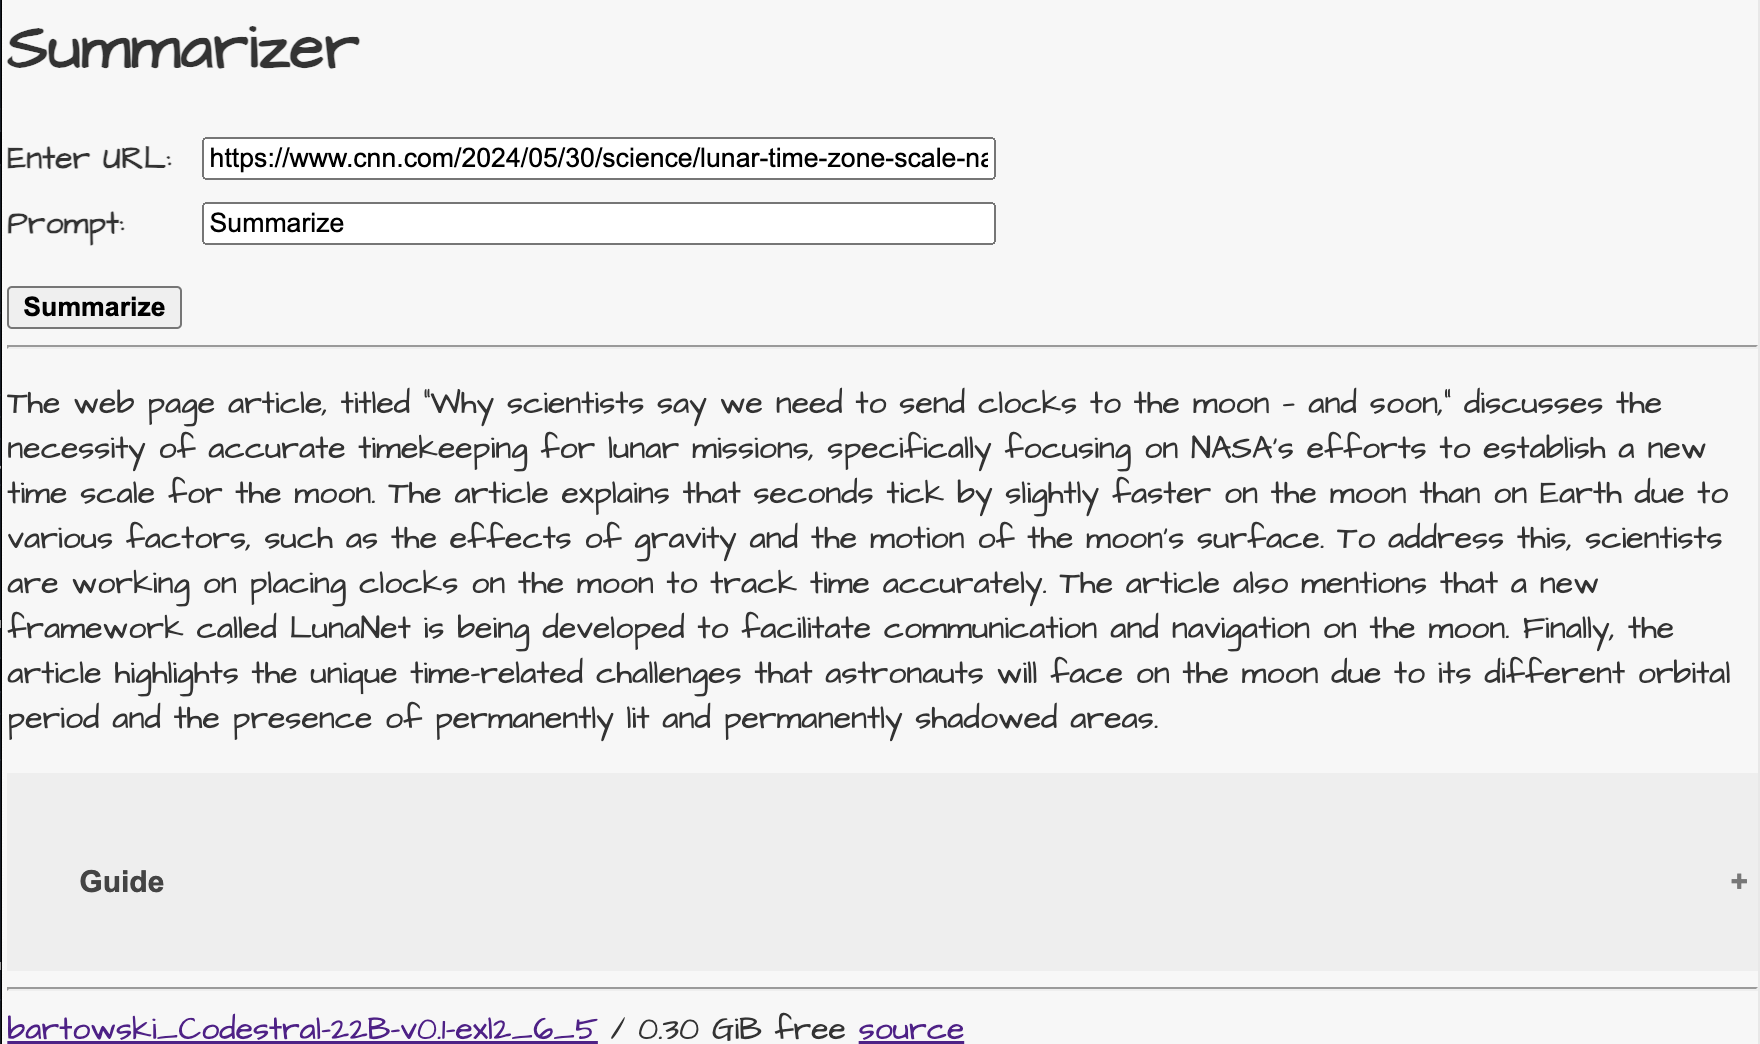 Summarizer
Enter URL: https://www.cnn.com/2024/05/30/science/lunar-time-zone-scale-na
Prompt: Summarize
Summarize
The web page article, titled "Why scientists say we need to send clocks to the moon - and soon," discusses the
necessity of accurate timekeeping for lunar missions, specifically focusing on NASA's efforts to establish a new
time scale for the moon. The article explains that seconds tick by slightly faster on the moon than on Earth due to
various factors, such as the effects of gravity and the motion of the moon's surface. To address this, scientists
are working on placing clocks on the moon to track time accurately. The article also mentions that a new
framework called LunaNet is being developed to facilitate communication and navigation on the moon. Finally, the
article highlights the unique time-related challenges that astronauts will face on the moon due to its different orbital
period and the presence of permanently lit and permanently shadowed areas.
Guide +
bartowski_Codestral-22B-v0.1-exl2_6_5 / 0.30 GiB free source